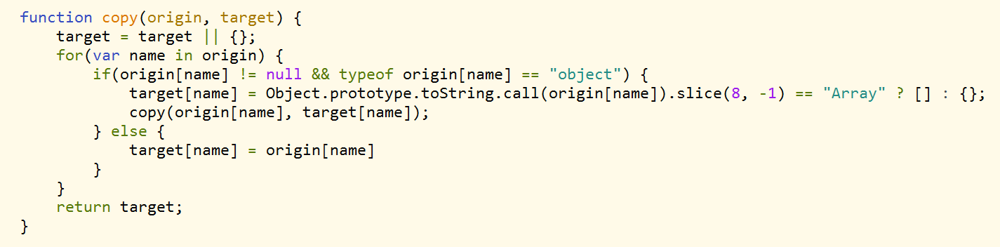 function copy(origin, target) {
    target = target || {};
    for(var name in origin) {
        if(origin[name] != null && typeof origin[name] == "object") {
            target[name] = Object.prototype.toString.call(origin[name]).slice(8, -1) == "Array" ? [] : {};
            copy(origin[name], target[name]);
        } else {
            target[name] = origin[name]
        }
    }
    return target;
}